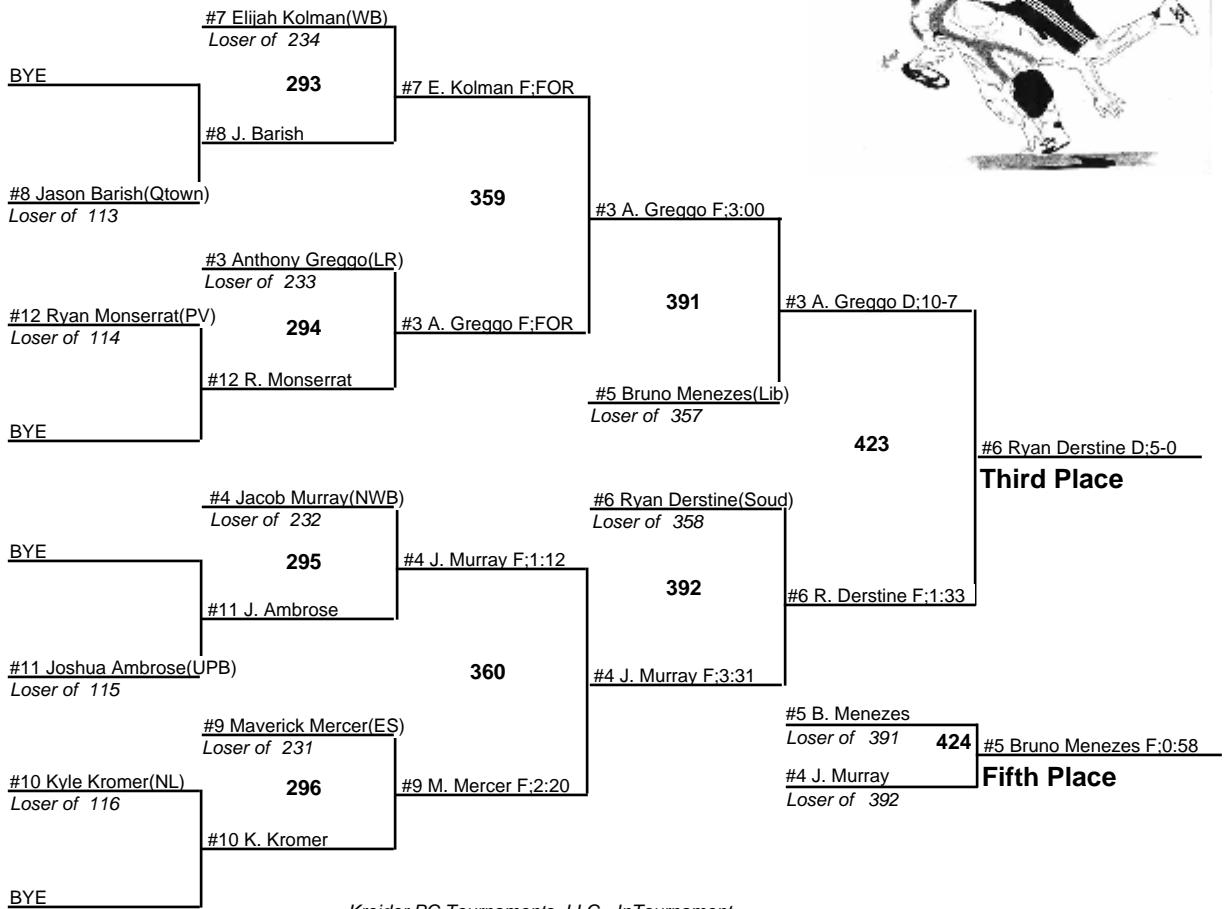 #7 Elijah Kolman(WB)
Loser of 234
BYE
293
#7 E. Kolman F;FOR
#8 J. Barish
#8 Jason Barish(Qtown)
Loser of 113
359
#3 A. Greggo F;3:00
#3 Anthony Greggo(LR)
Loser of 233
#12 Ryan Monserrat(PV)
Loser of 114
294
#3 A. Greggo F;FOR
391
#3 A. Greggo D;10-7
#12 R. Monserrat
#5 Bruno Menezes(Lib)
Loser of 357
BYE
423
#6 Ryan Derstine D;5-0
Third Place
#4 Jacob Murray(NWB)
Loser of 232
#6 Ryan Derstine(Soud)
Loser of 358
BYE
295
#4 J. Murray F;1:12
392
#6 R. Derstine F;1:33
#11 J. Ambrose
#11 Joshua Ambrose(UPB)
Loser of 115
360
#4 J. Murray F;3:31
#9 Maverick Mercer(ES)
Loser of 231
#5 B. Menezes
Loser of 391
424
#5 Bruno Menezes F;0:58
Fifth Place
#10 Kyle Kromer(NL)
Loser of 116
296
#9 M. Mercer F;2:20
#4 J. Murray
Loser of 392
#10 K. Kromer
BYE